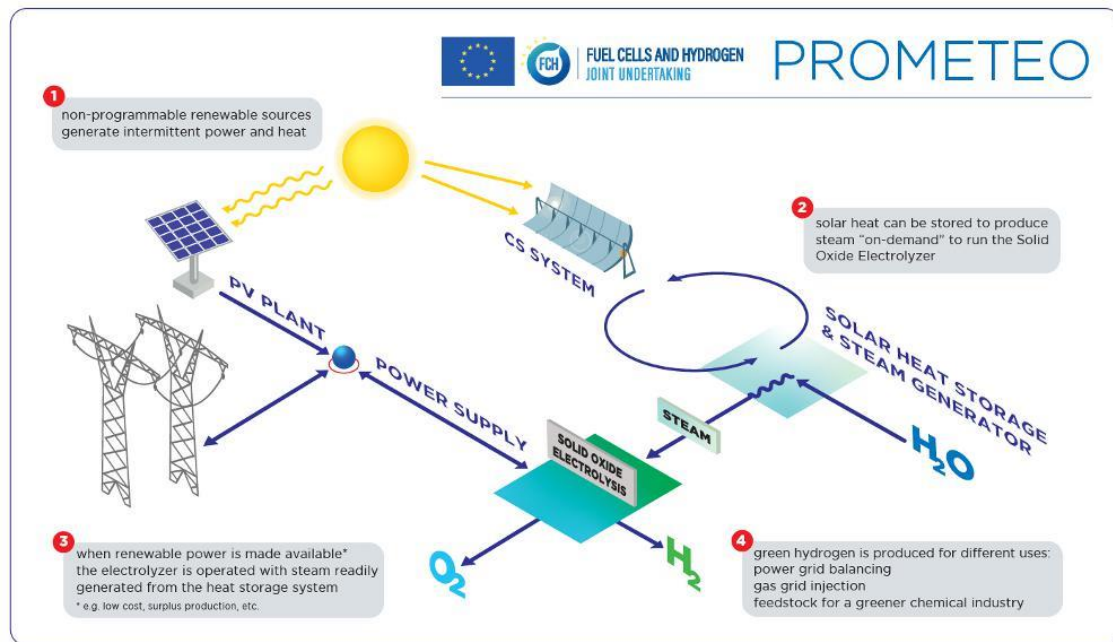 FCH
FUEL CELLS AND HYDROGEN
JOINT UNDERTAKING
PROMETEO
1
non-programmable renewable sources
generate intermittent power and heat
2
solar heat can be stored to produce
steam “on-demand” to run the Solid
Oxide Electrolyzer
CS SYSTEM
PV PLANT
POWER SUPPLY
SOLAR HEAT STORAGE
& STEAM GENERATOR
STEAM
SOLID OXIDE
ELECTROLYSIS
H₂O
O₂
H₂
3
when renewable power is made available*
the electrolyzer is operated with steam readily
generated from the heat storage system
* e.g. low cost, surplus production, etc.
4
green hydrogen is produced for different uses:
power grid balancing
gas grid injection
feedstock for a greener chemical industry